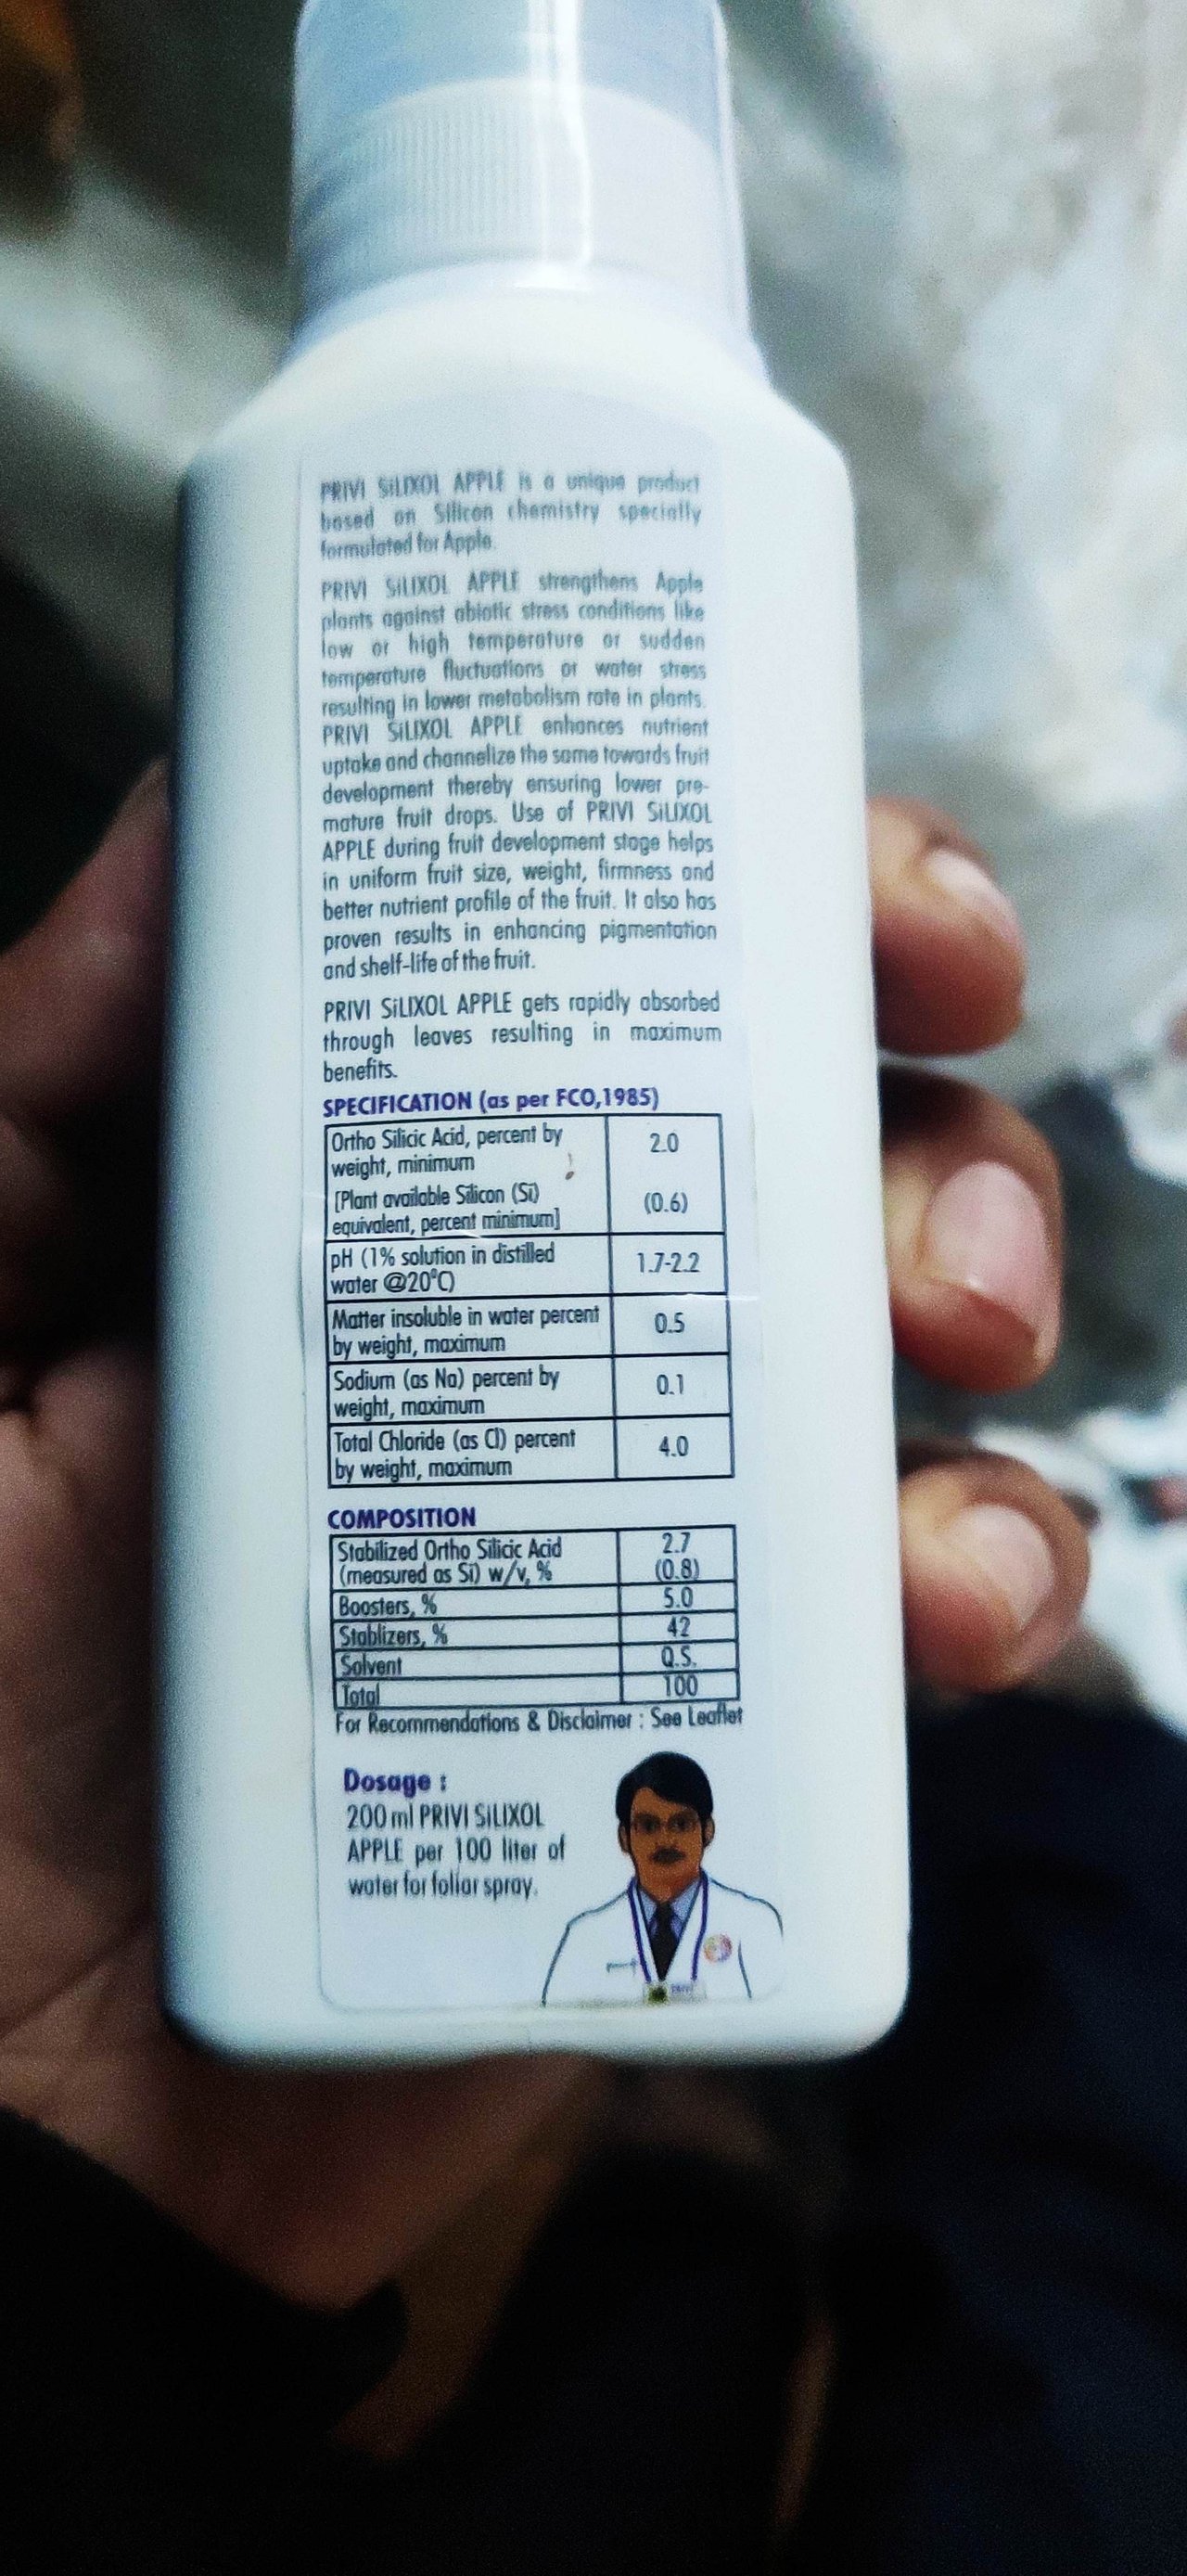 PRIVI SiLIXOL APPLE is a unique product
based on Silicon chemistry specially
formulated for Apple.
PRIVI SiLIXOL APPLE strengthens Apple
plants against abiotic stress conditions like
low or high temperature or sudden
temperature fluctuations or water stress
resulting in lower metabolism rate in plants.
PRIVI SiLIXOL APPLE enhances nutrient
uptake and channelize the same towards fruit
development thereby ensuring lower pre-
mature fruit drops. Use of PRIVI SiLIXOL
APPLE during fruit development stage helps
in uniform fruit size, weight, firmness and
better nutrient profile of the fruit. It also has
proven results in enhancing pigmentation
and shelf-life of the fruit.
PRIVI SiLIXOL APPLE gets rapidly absorbed
through leaves resulting in maximum
benefits.
SPECIFICATION (as per FCO,1985)
Ortho Silicic Acid, percent by 2.0
weight, minimum
[Plant available Silicon (Si) (0.6)
equivalent, percent minimum]
pH (1% solution in distilled 1.7-2.2
water @20°C)
Matter insoluble in water percent 0.5
by weight, maximum
Sodium (as Na) percent by 0.1
weight, maximum
Total Chloride (as Cl) percent 4.0
by weight, maximum
COMPOSITION
Stabilized Ortho Silicic Acid 2.7
(measured as Si) w/v, % (0.8)
Boosters, % 5.0
Stablizers, % 42
Solvent Q.S.
Total 100
For Recommendations & Disclaimer : See Leaflet
Dosage :
200 ml PRIVI SiLIXOL
APPLE per 100 liter of
water for foliar spray.